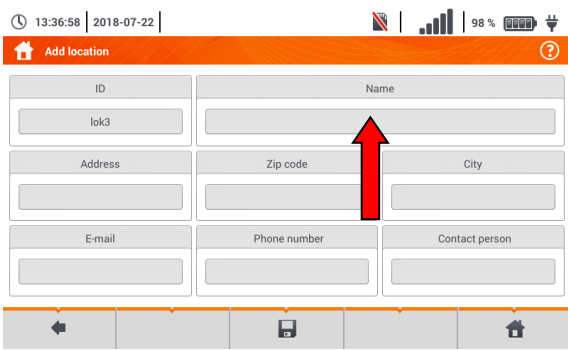 13:36:58 2018-07-22 98 %
Add location ?
ID Name
lok3
Address Zip code City
E-mail Phone number Contact person